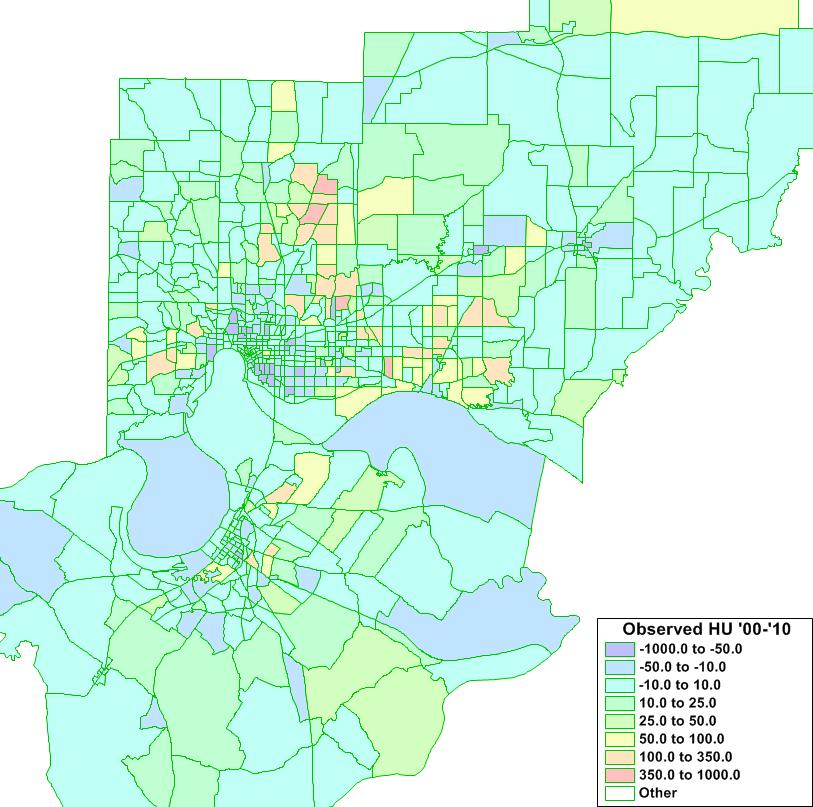 Observed HU '00-'10
-1000.0 to -50.0
-50.0 to -10.0
-10.0 to 10.0
10.0 to 25.0
25.0 to 50.0
50.0 to 100.0
100.0 to 350.0
350.0 to 1000.0
Other